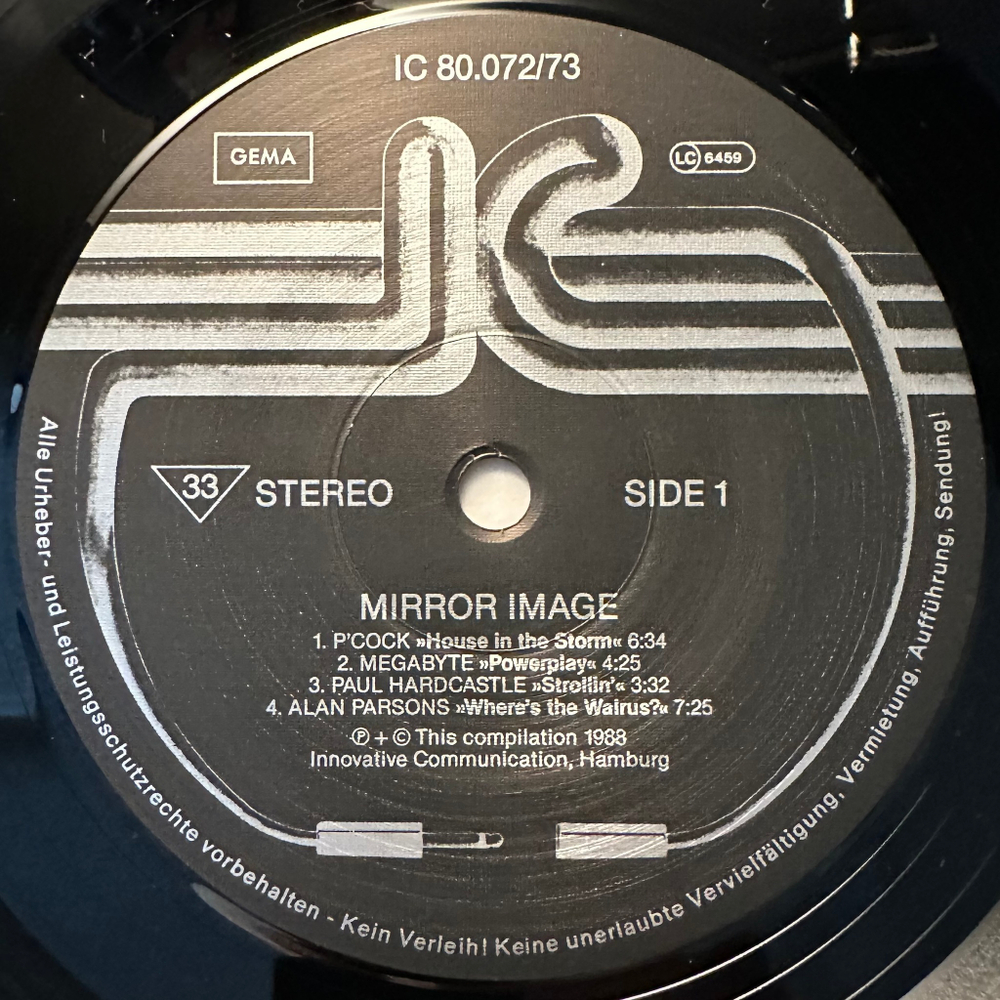 IC 80.072/73
GEMA
IC
LC 6459
33 STEREO
SIDE 1
MIRROR IMAGE
1. P'COCK »House in the Storm« 6:34
2. MEGABYTE »Powerplay« 4:25
3. PAUL HARDCASTLE »Strollin'« 3:32
4. ALAN PARSONS »Where's the Walrus?« 7:25
℗ + © This compilation 1988
Innovative Communication, Hamburg
Alle Urheber- und Leistungsschutzrechte vorbehalten - Kein Verleih! Keine unerlaubte Vervielfältigung, Vermietung, Aufführung, Sendung!